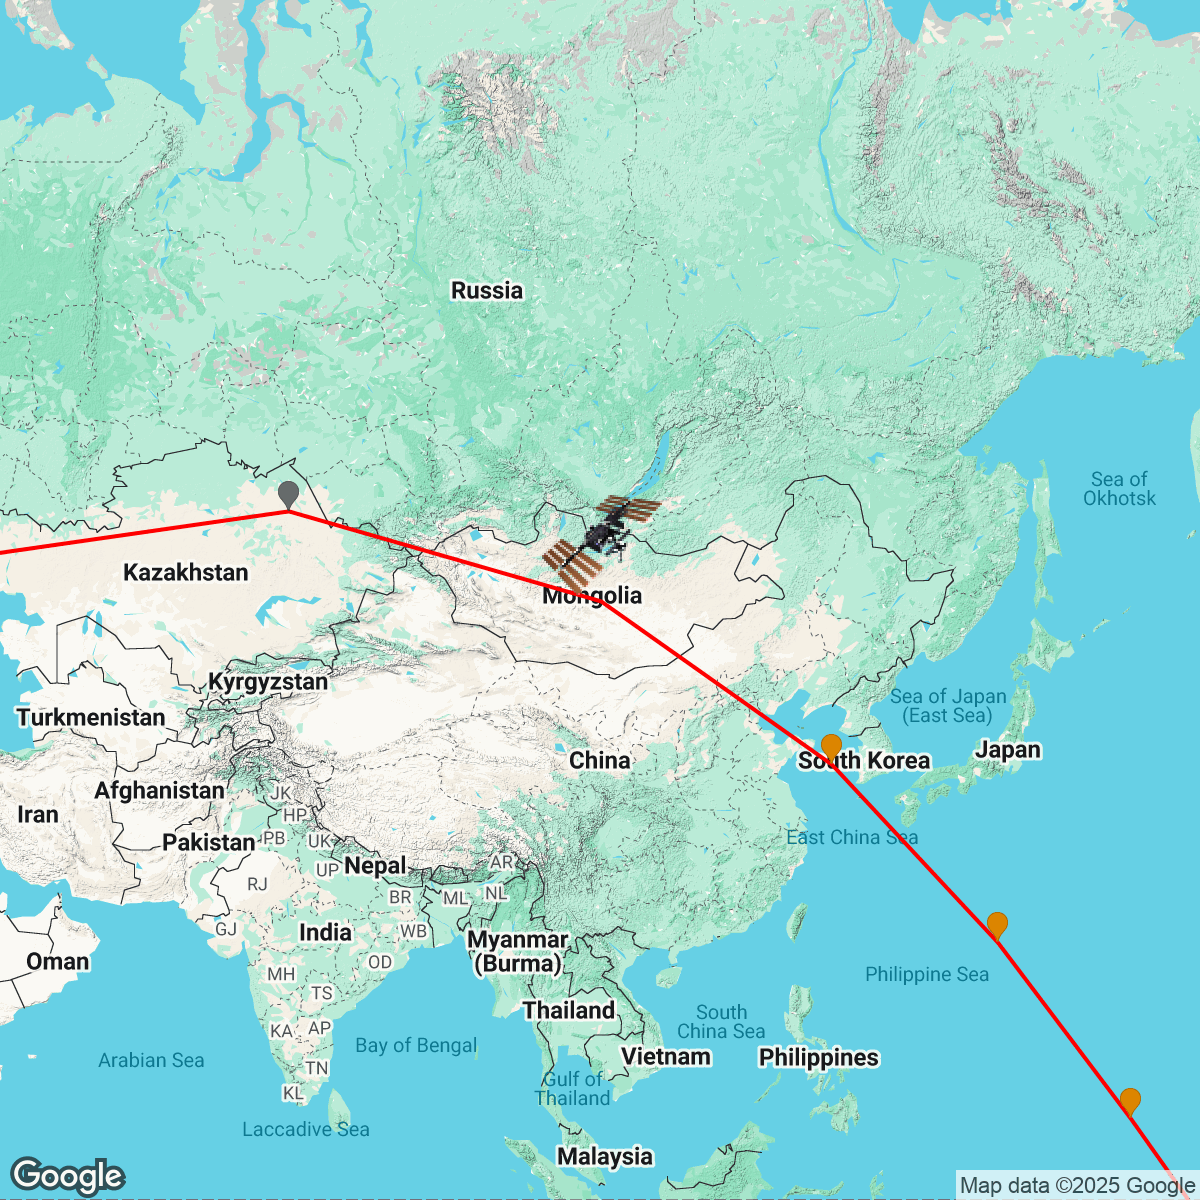 Russia
Sea of
Okhotsk
Kazakhstan
Mongolia
Kyrgyzstan
Sea of Japan
(East Sea)
Turkmenistan
Japan
China
South Korea
Afghanistan
JK
Iran
HP
Pakistan
PB
UK
East China Sea
Nepal
AR
UP
RJ
BR
ML
NL
GJ
India
WB
Myanmar
(Burma)
Oman
OD
MH
Philippine Sea
TS
Thailand
South
China Sea
KA
AP
Arabian Sea
Bay of Bengal
Vietnam
Philippines
TN
Gulf of
Thailand
KL
Laccadive Sea
Malaysia
Google
Map data ©2025 Google